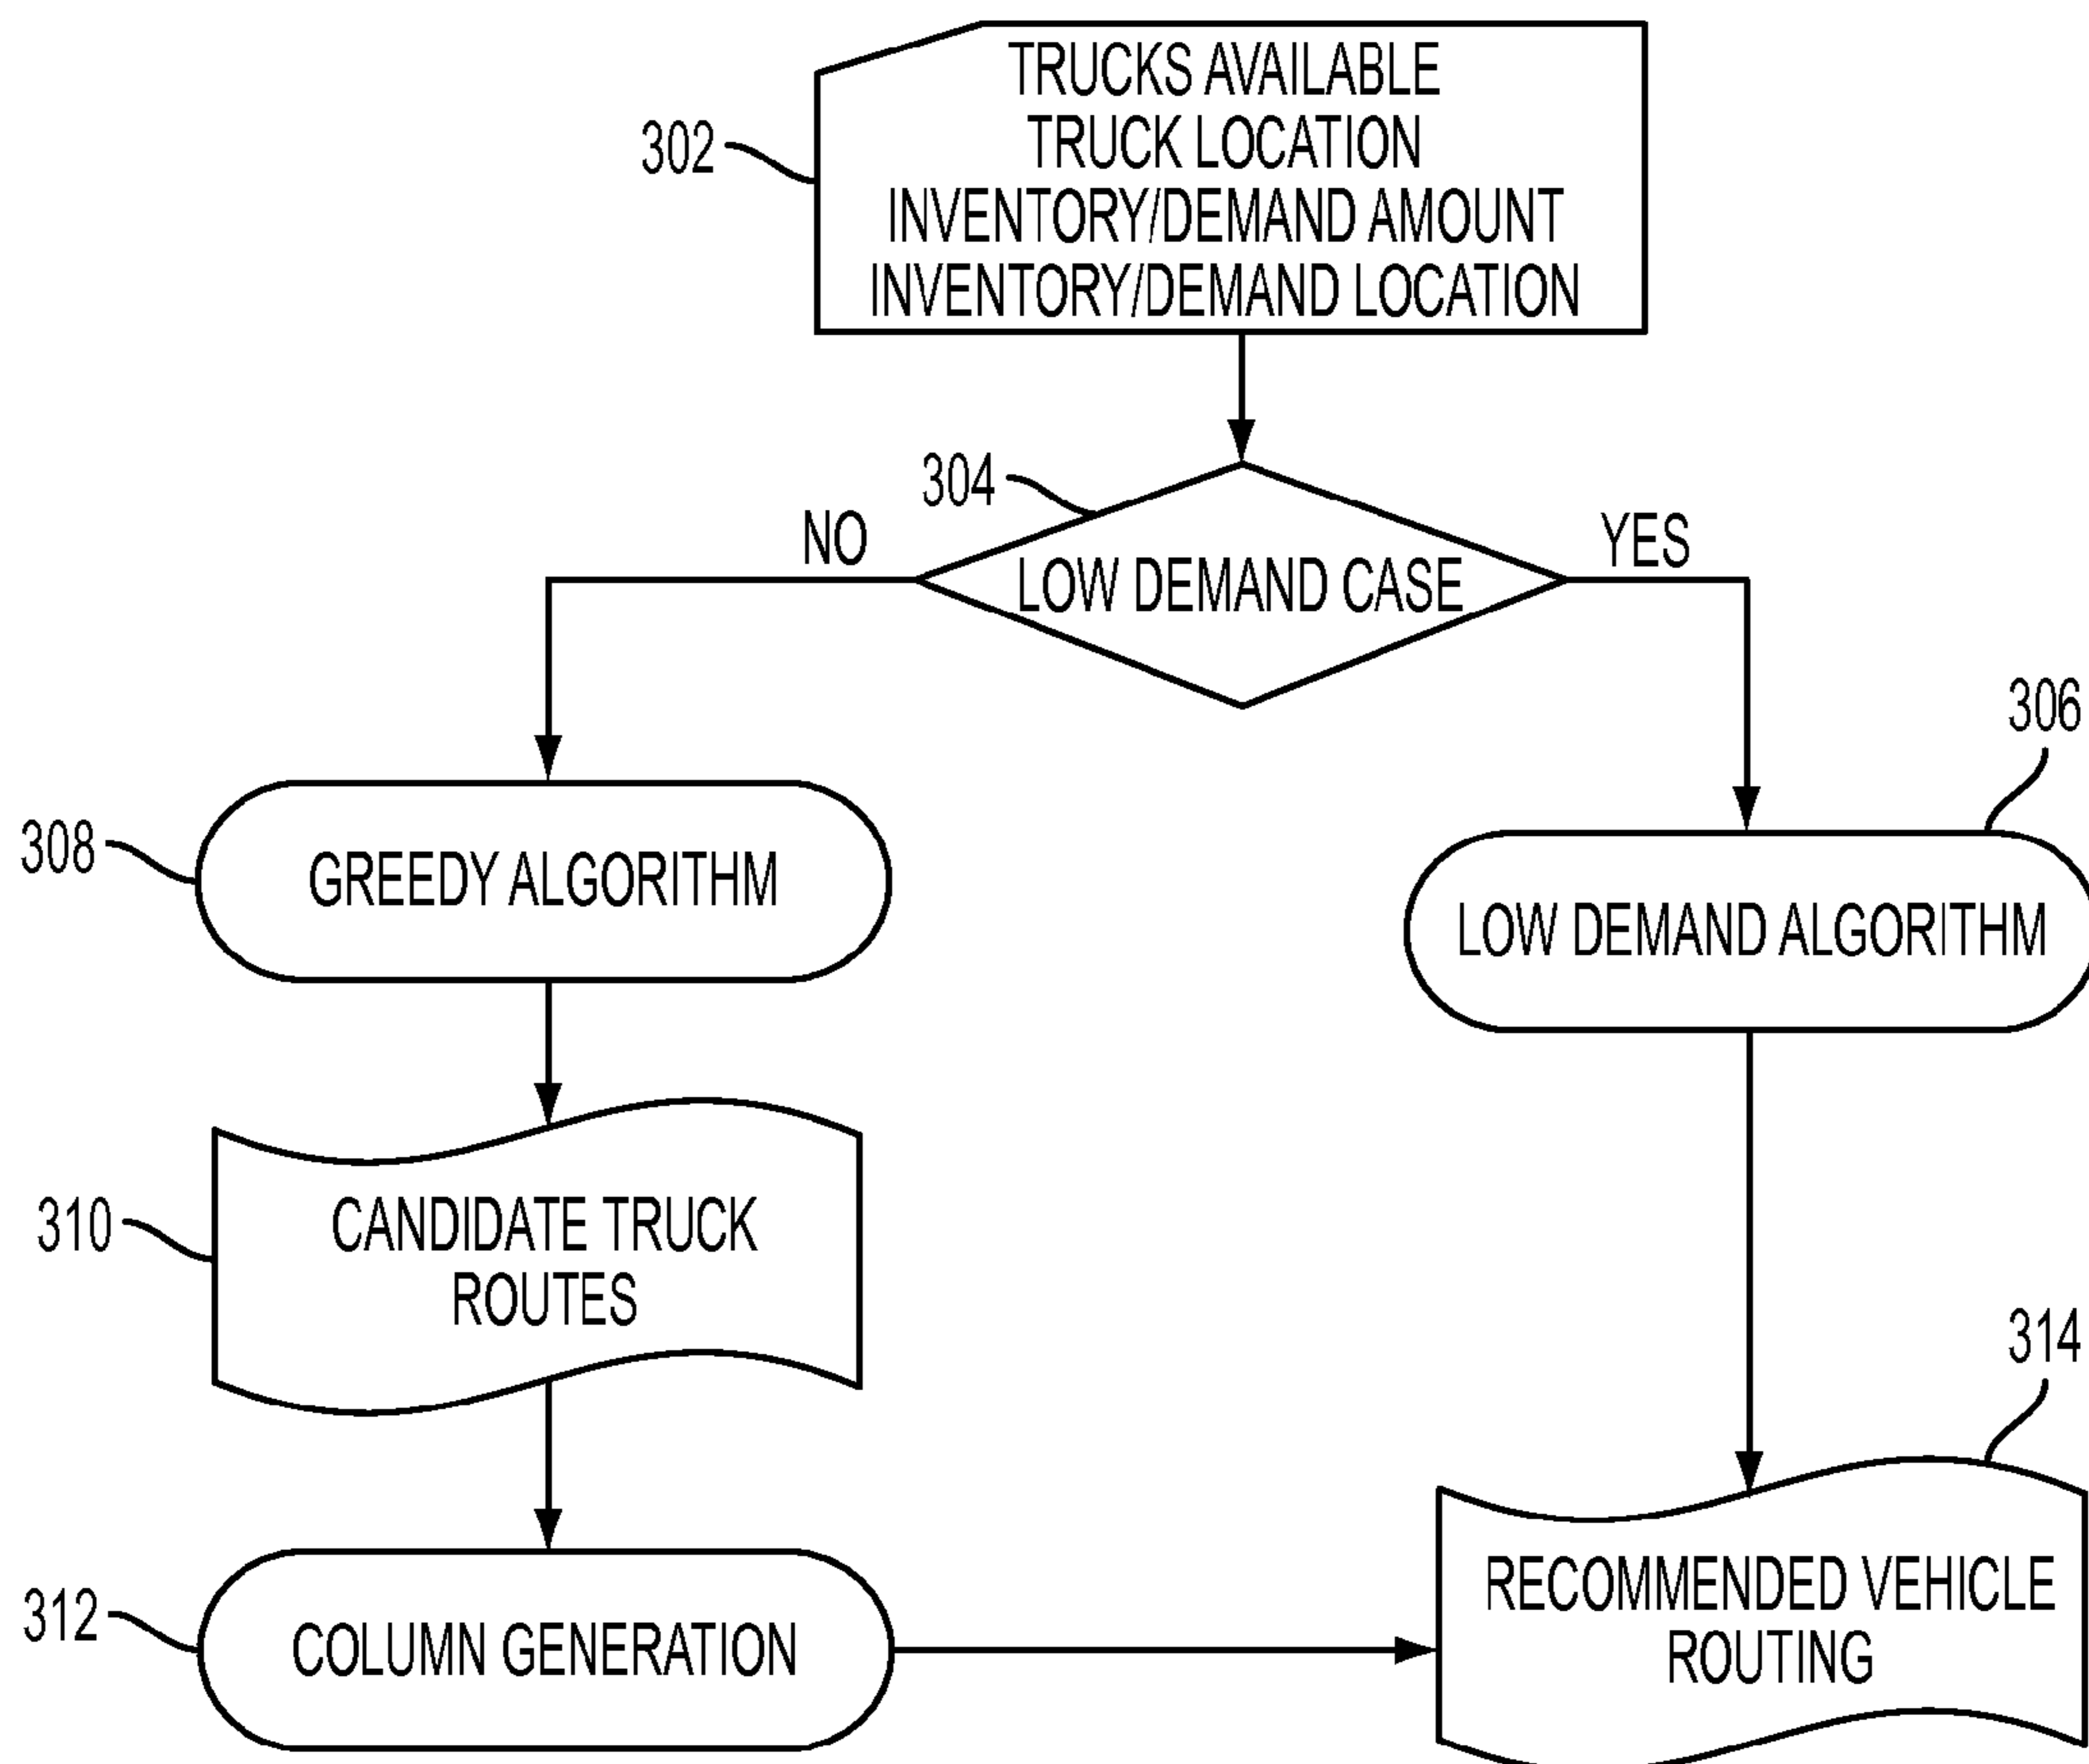 TRUCKS AVAILABLE
TRUCK LOCATION
INVENTORY/DEMAND AMOUNT
INVENTORY/DEMAND LOCATION
302
304
NO
LOW DEMAND CASE
YES
306
308
GREEDY ALGORITHM
LOW DEMAND ALGORITHM
310
CANDIDATE TRUCK
ROUTES
314
312
COLUMN GENERATION
RECOMMENDED VEHICLE
ROUTING